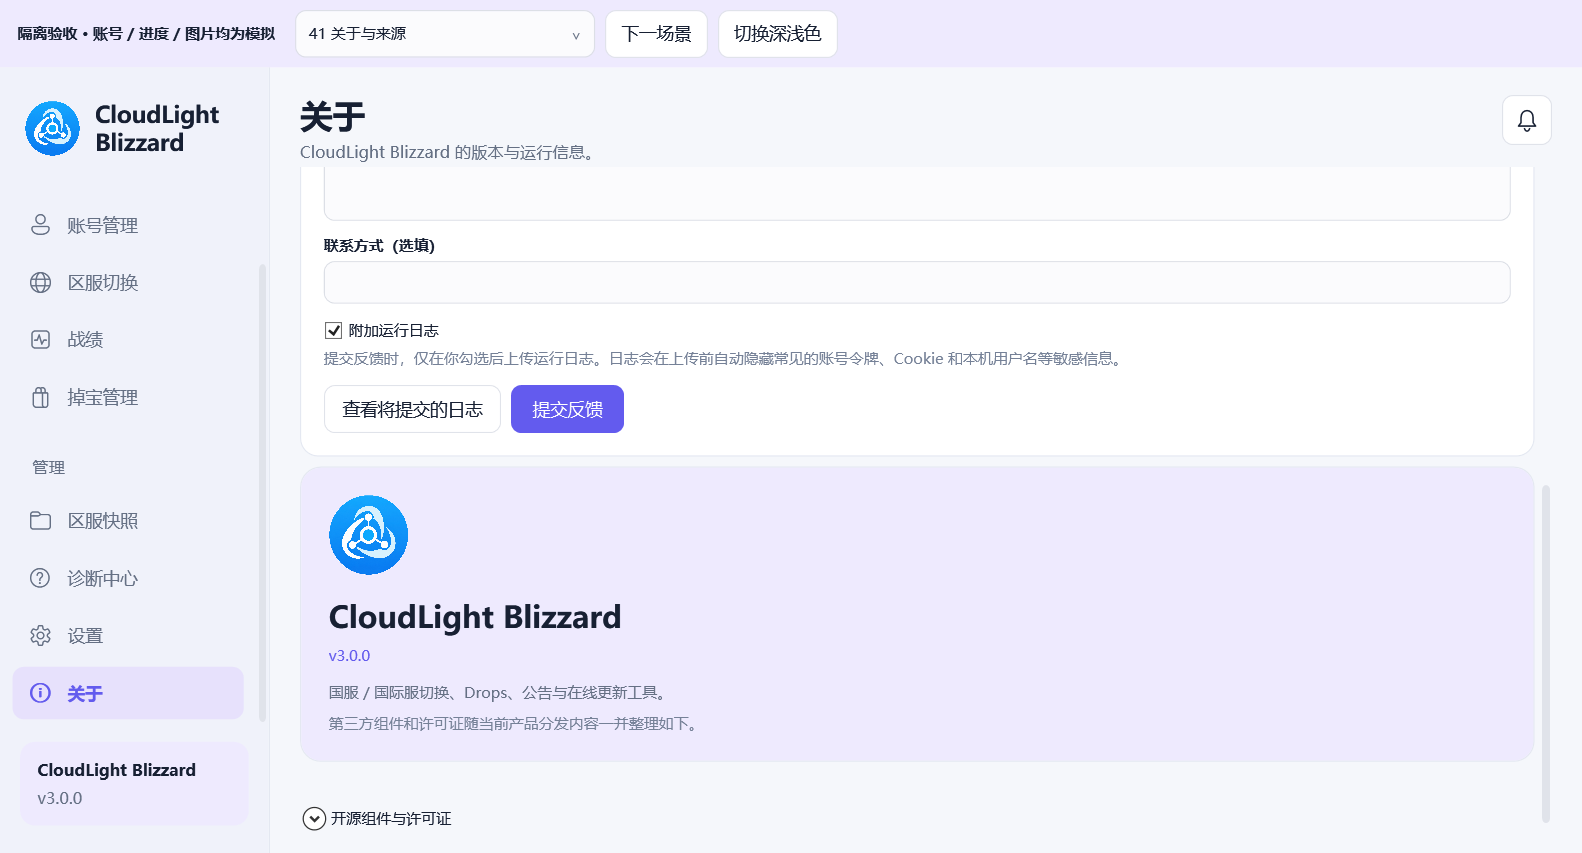 隔离验收 • 账号 / 进度 / 图片均为模拟
41 关于与来源
下一场景
切换深浅色
CloudLight
Blizzard
账号管理
区服切换
战绩
掉宝管理
管理
区服快照
诊断中心
设置
关于
CloudLight Blizzard
v3.0.0
关于
CloudLight Blizzard 的版本与运行信息。
联系方式（选填）
附加运行日志
提交反馈时，仅在你勾选后上传运行日志。日志会在上传前自动隐藏常见的账号令牌、Cookie 和本机用户名等敏感信息。
查看将提交的日志
提交反馈
CloudLight Blizzard
v3.0.0
国服 / 国际服切换、Drops、公告与在线更新工具。
第三方组件和许可证随当前产品分发内容一并整理如下。
开源组件与许可证